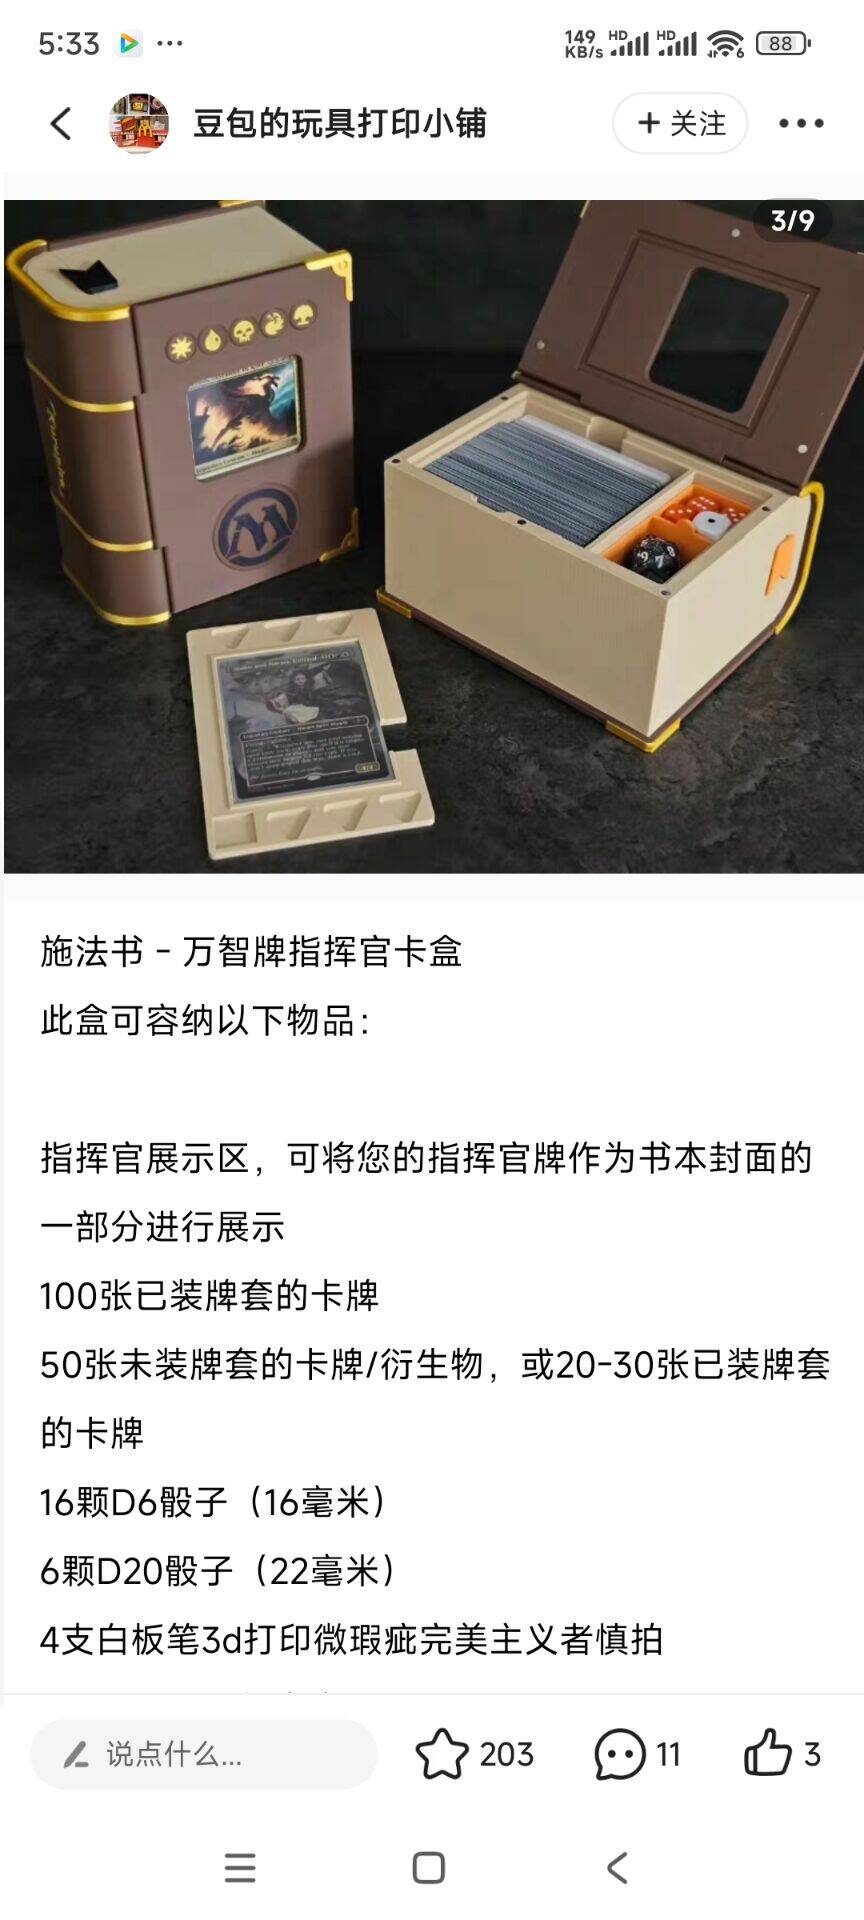 5:33
149 KB/s HD HD 6 88
豆包的玩具打印小铺
+ 关注
3/9
施法书 - 万智牌指挥官卡盒
此盒可容纳以下物品：
指挥官展示区，可将您的指挥官牌作为书本封面的
一部分进行展示
100张已装牌套的卡牌
50张未装牌套的卡牌/衍生物，或20-30张已装牌套
的卡牌
16颗D6骰子（16毫米）
6颗D20骰子（22毫米）
4支白板笔3d打印微瑕疵完美主义者慎拍
说点什么...
203
11
3